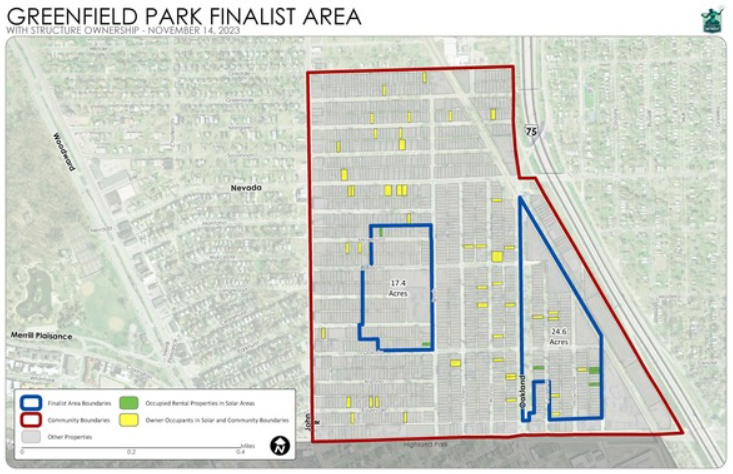 GREENFIELD PARK FINALIST AREA
WITH STRUCTURE OWNERSHIP - NOVEMBER 14, 2023
75
Woodward
Nevada
17.4
Acres
24.6
Acres
Merrill Plaisance
Oakland
John R
Highland Park
Finalist Area Boundaries
Occupied Rental Properties in Solar Areas
Community Boundaries
Owner Occupants in Solar and Community Boundaries
Other Properties
Miles
0
0.2
0.4